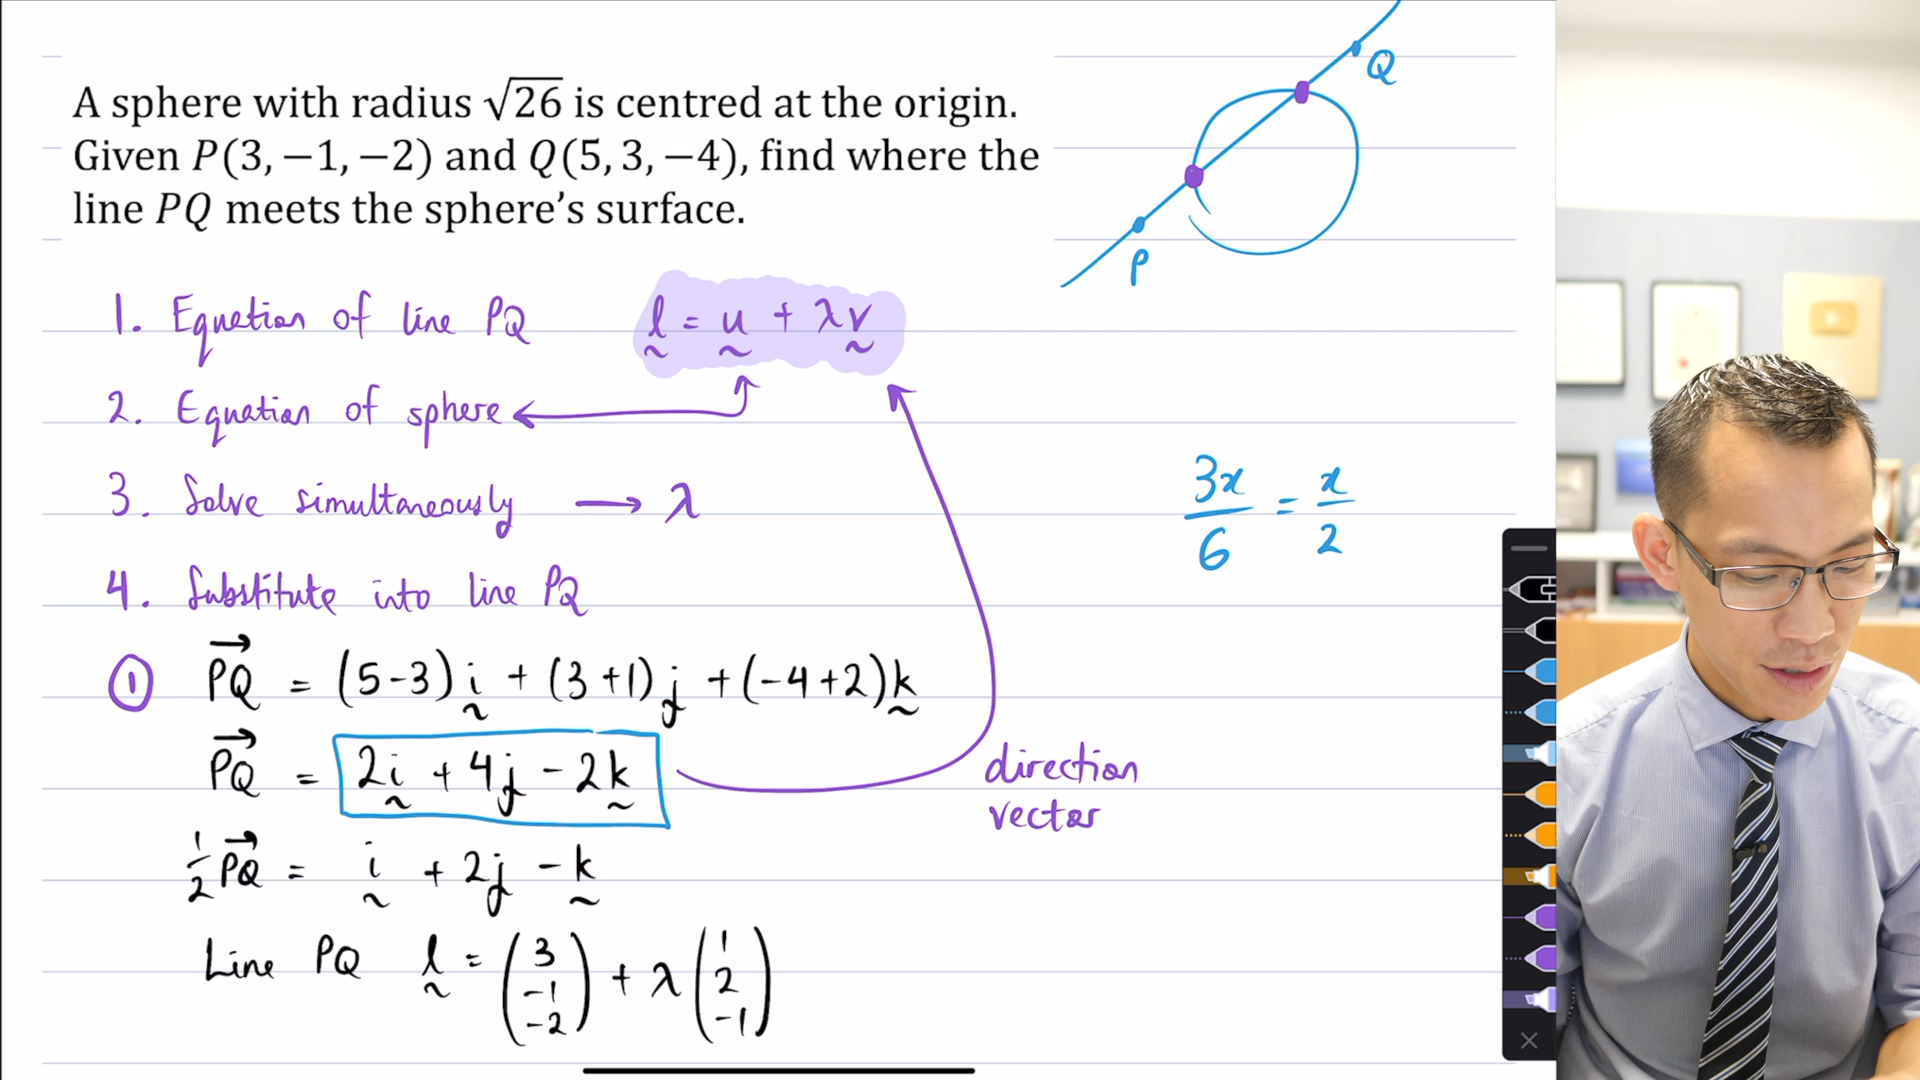 A sphere with radius √26 is centred at the origin.
Given P(3, −1, −2) and Q(5, 3, −4), find where the
line PQ meets the sphere's surface.
Q
P
1. Equation of line PQ l = u + λv
2. Equation of sphere
3. Solve simultaneously → λ
4. Substitute into line PQ
3x/6 = x/2
① PQ = (5-3)i + (3+1)j + (-4+2)k
PQ = 2i + 4j - 2k
direction
vector
1/2 PQ = i + 2j - k
Line PQ l = (3 -1 -2) + λ (1 2 -1)